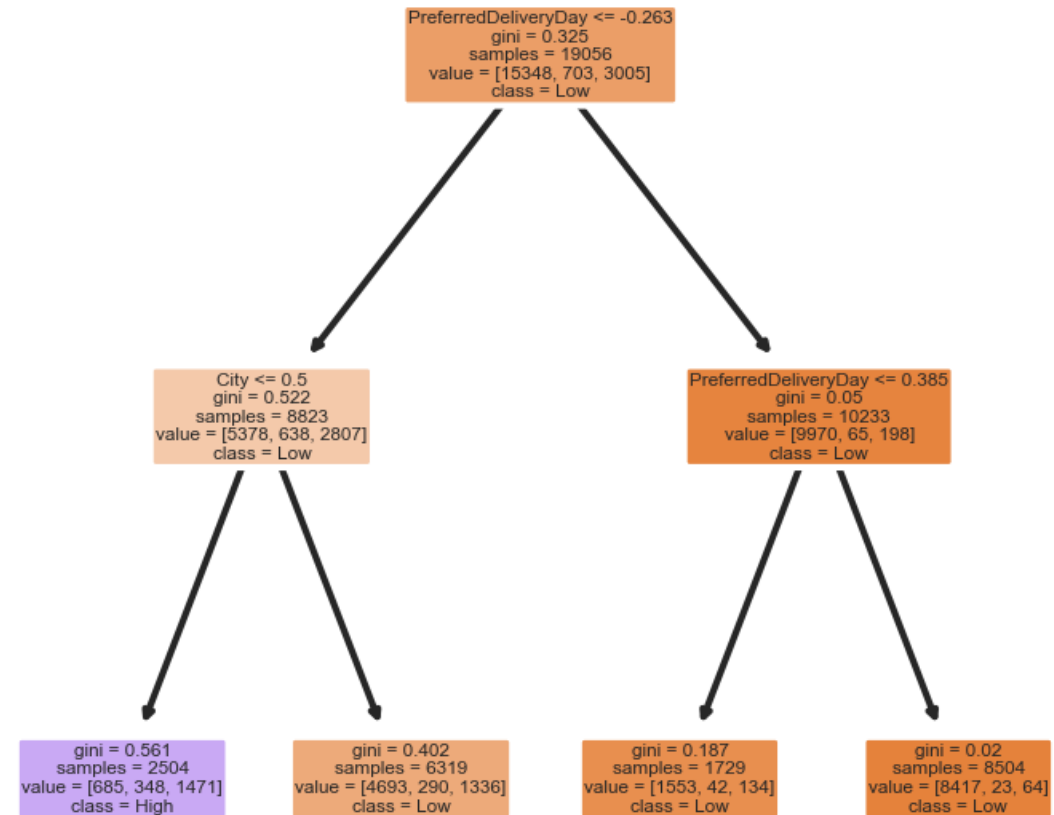 PreferredDeliveryDay <= -0.263
gini = 0.325
samples = 19056
value = [15348, 703, 3005]
class = Low
City <= 0.5
gini = 0.522
samples = 8823
value = [5378, 638, 2807]
class = Low
PreferredDeliveryDay <= 0.385
gini = 0.05
samples = 10233
value = [9970, 65, 198]
class = Low
gini = 0.561
samples = 2504
value = [685, 348, 1471]
class = High
gini = 0.402
samples = 6319
value = [4693, 290, 1336]
class = Low
gini = 0.187
samples = 1729
value = [1553, 42, 134]
class = Low
gini = 0.02
samples = 8504
value = [8417, 23, 64]
class = Low